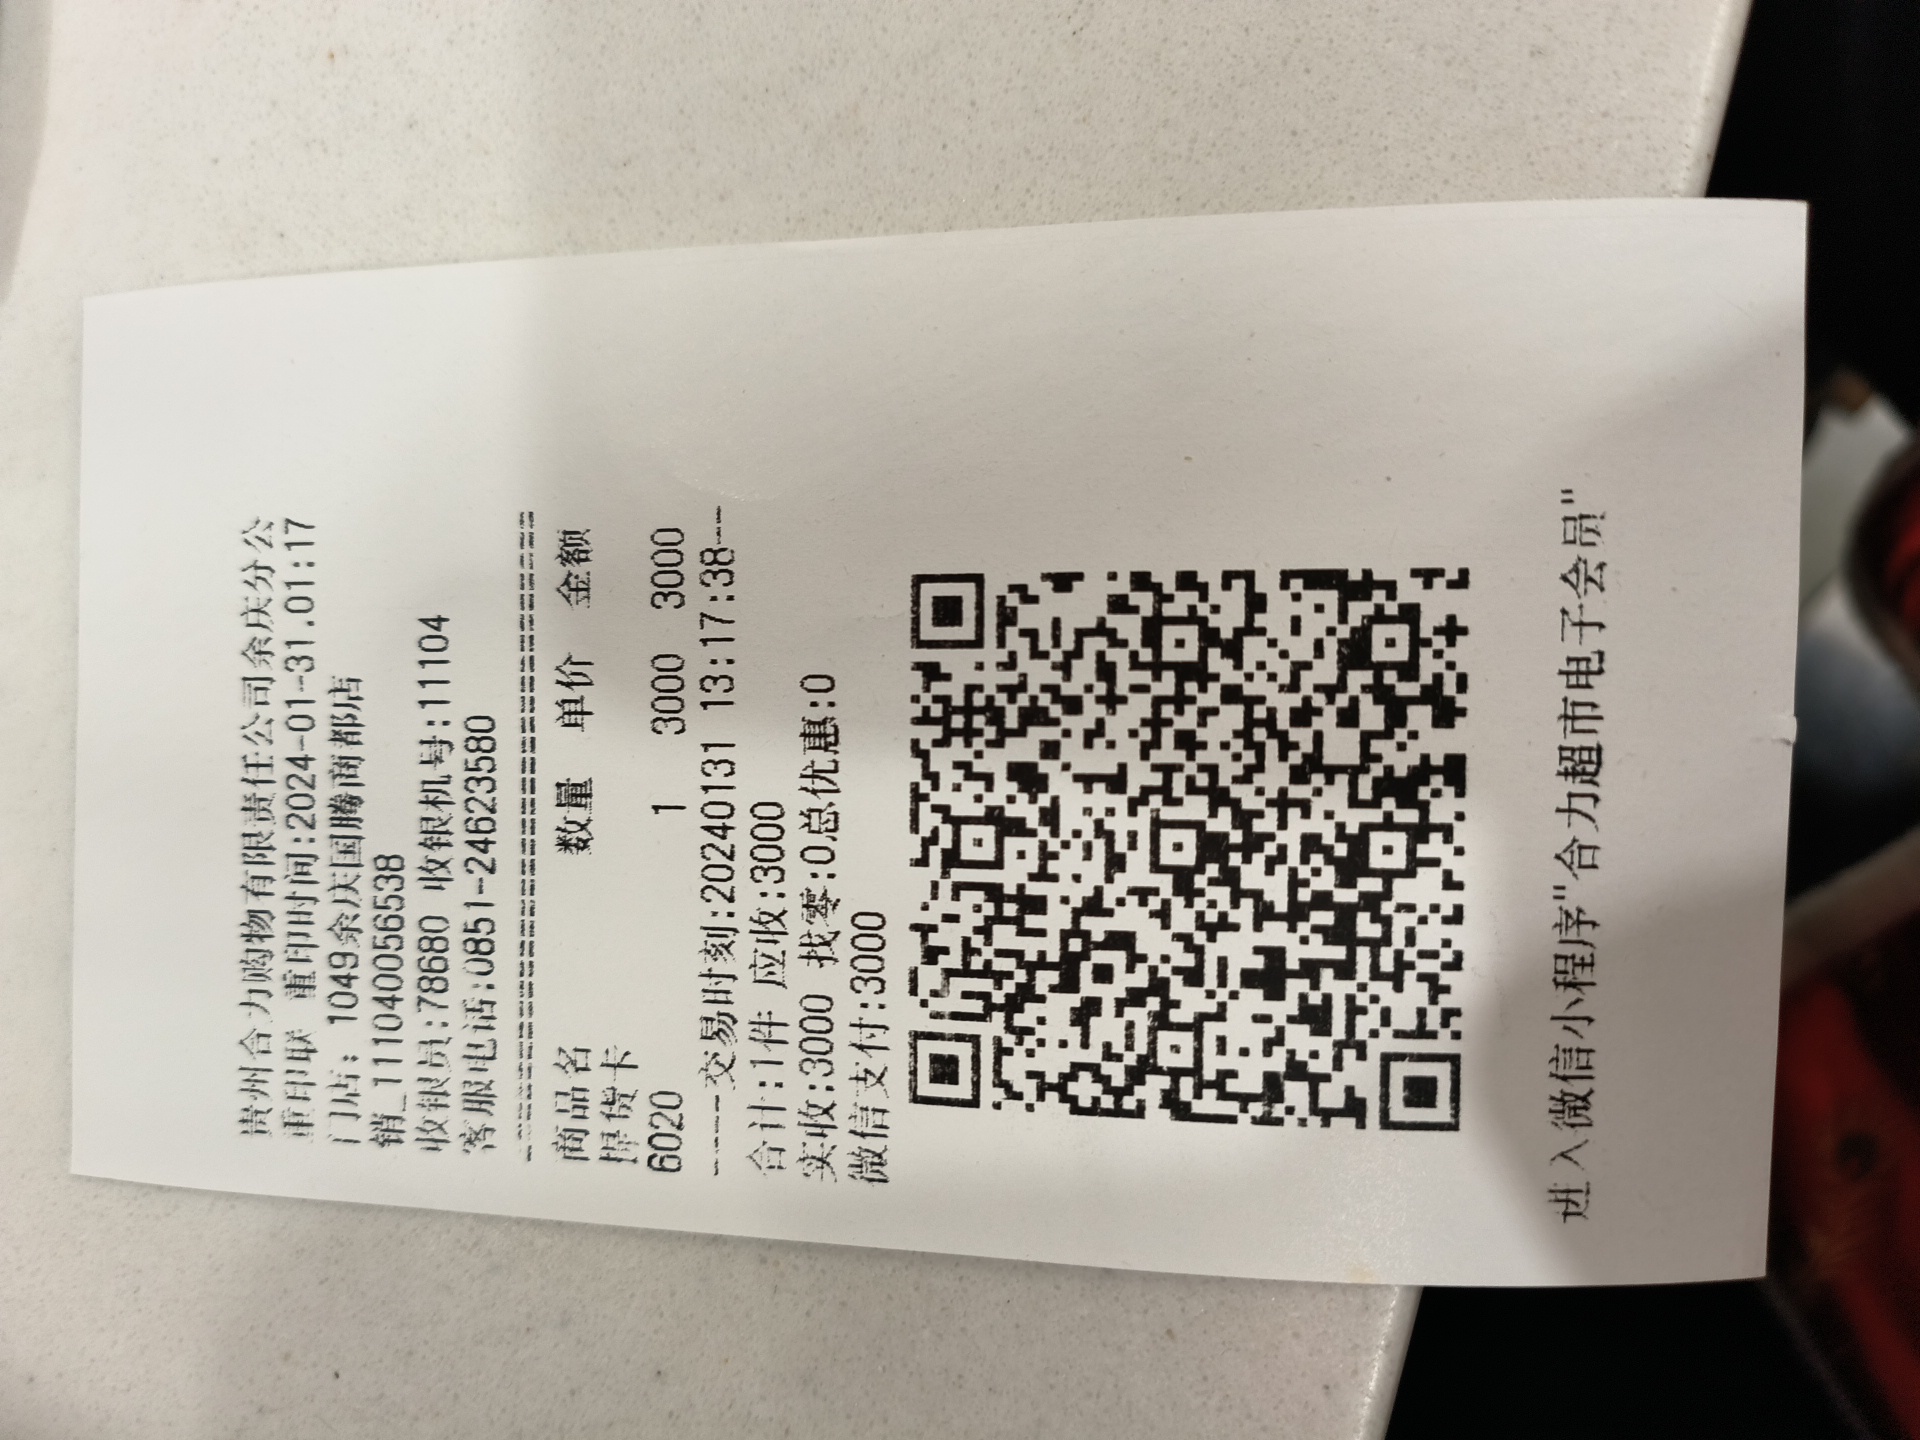 贵州合力购物有限责任公司余庆分公
重印联 重印时间:2024-01-31.01:17
门店: 1049余庆国腾商都店
销_111040056538
收银员:78680 收银机号:11104
客服电话:0851-24623580
商品名 数量 单价 金额
提货卡
6020 1 3000 3000
----交易时刻:20240131 13:17:38--
合计:1件 应收:3000
实收:3000 找零:0总优惠:0
微信支付:3000
进入微信小程序"合力超市电子会员"